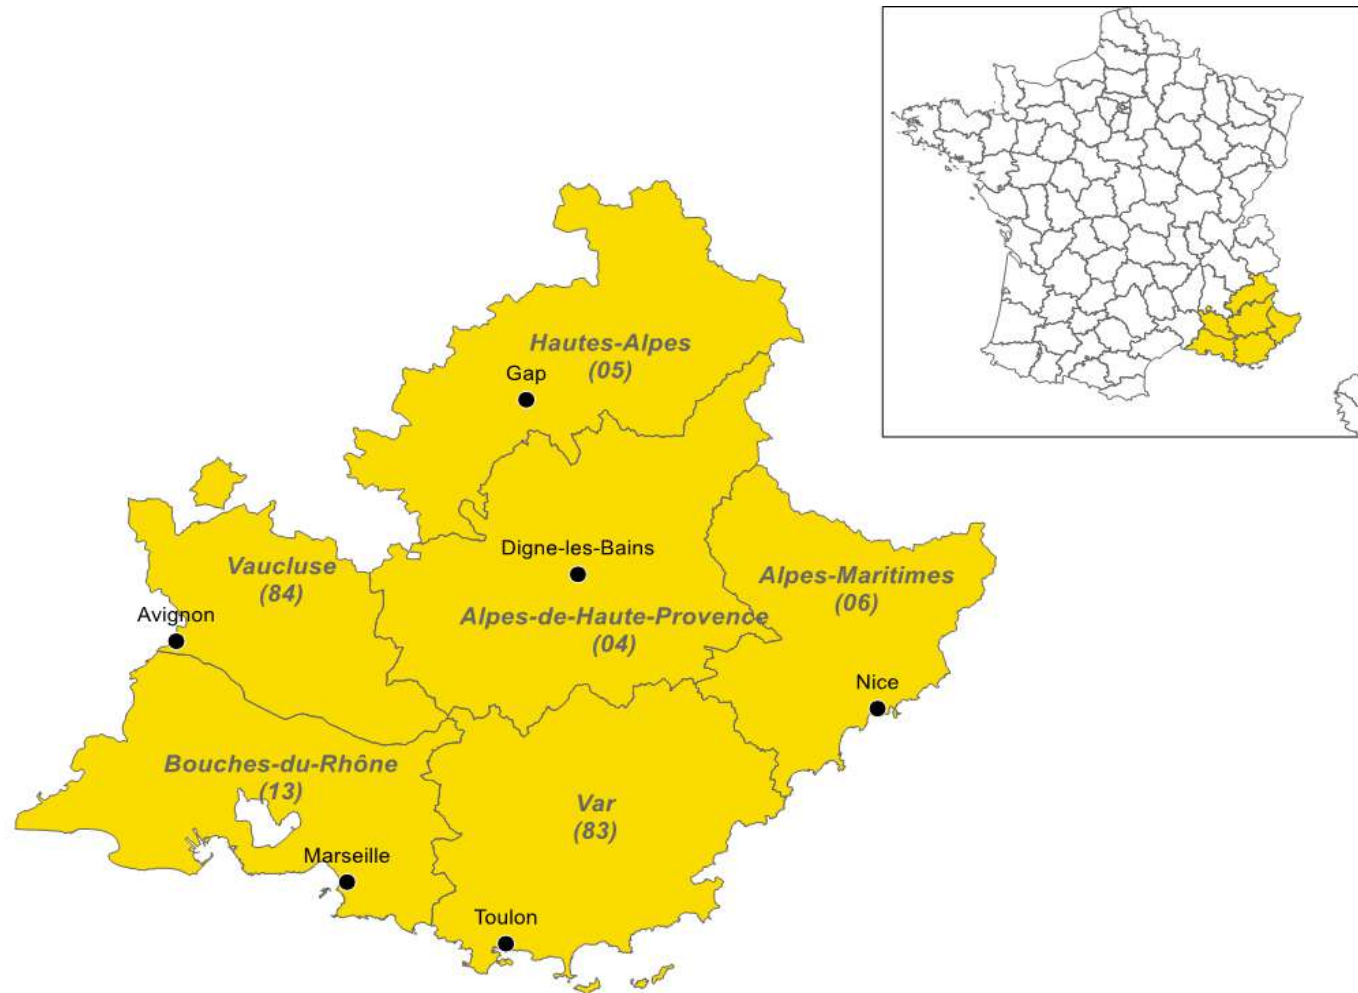 Hautes-Alpes
(05)
Gap
Digne-les-Bains
Vaucluse
(84)
Alpes-Maritimes
(06)
Avignon
Alpes-de-Haute-Provence
(04)
Nice
Bouches-du-Rhône
(13)
Var
(83)
Marseille
Toulon